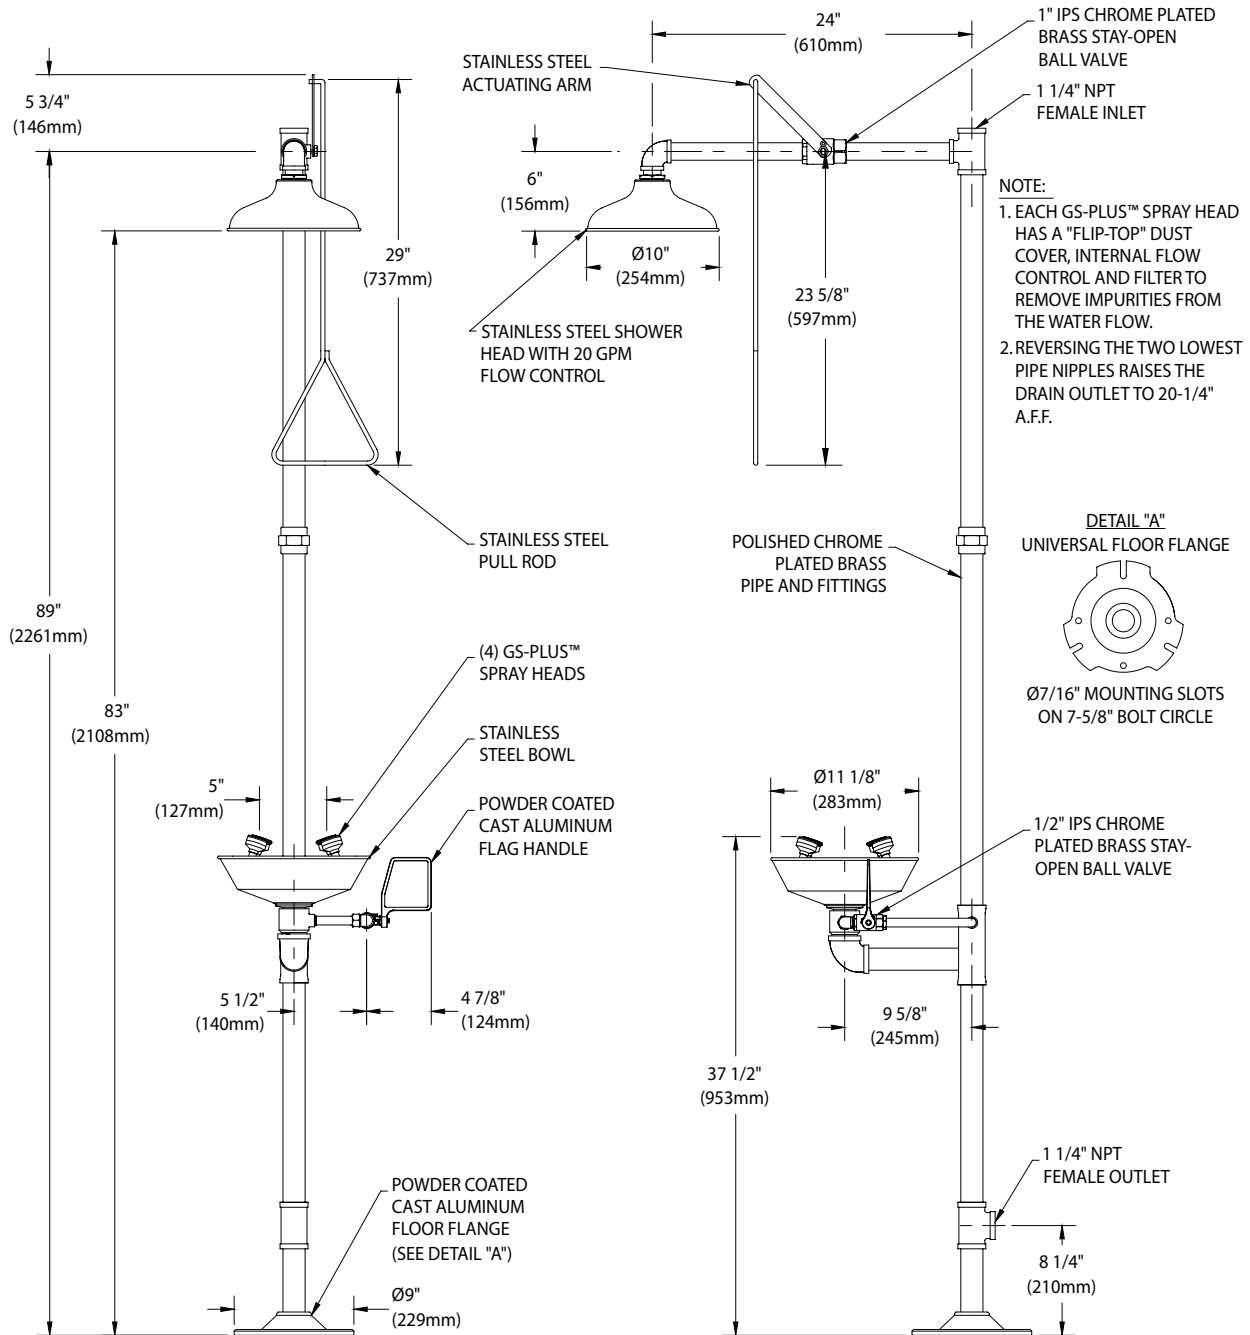 24"
(610mm)
1" IPS CHROME PLATED
BRASS STAY-OPEN
BALL VALVE
STAINLESS STEEL
ACTUATING ARM
5 3/4"
(146mm)
1 1/4" NPT
FEMALE INLET
6"
(156mm)
NOTE:
1. EACH GS-PLUS™ SPRAY HEAD
HAS A "FLIP-TOP" DUST
COVER, INTERNAL FLOW
CONTROL AND FILTER TO
REMOVE IMPURITIES FROM
THE WATER FLOW.
2. REVERSING THE TWO LOWEST
PIPE NIPPLES RAISES THE
DRAIN OUTLET TO 20-1/4"
A.F.F.
29"
(737mm)
Ø10"
(254mm)
23 5/8"
(597mm)
STAINLESS STEEL SHOWER
HEAD WITH 20 GPM
FLOW CONTROL
STAINLESS STEEL
PULL ROD
POLISHED CHROME
PLATED BRASS
PIPE AND FITTINGS
DETAIL "A"
UNIVERSAL FLOOR FLANGE
Ø7/16" MOUNTING SLOTS
ON 7-5/8" BOLT CIRCLE
89"
(2261mm)
(4) GS-PLUS™
SPRAY HEADS
83"
(2108mm)
STAINLESS
STEEL BOWL
5"
(127mm)
POWDER COATED
CAST ALUMINUM
FLAG HANDLE
Ø11 1/8"
(283mm)
1/2" IPS CHROME
PLATED BRASS STAY-
OPEN BALL VALVE
5 1/2"
(140mm)
4 7/8"
(124mm)
9 5/8"
(245mm)
37 1/2"
(953mm)
1 1/4" NPT
FEMALE OUTLET
POWDER COATED
CAST ALUMINUM
FLOOR FLANGE
(SEE DETAIL "A")
8 1/4"
(210mm)
Ø9"
(229mm)